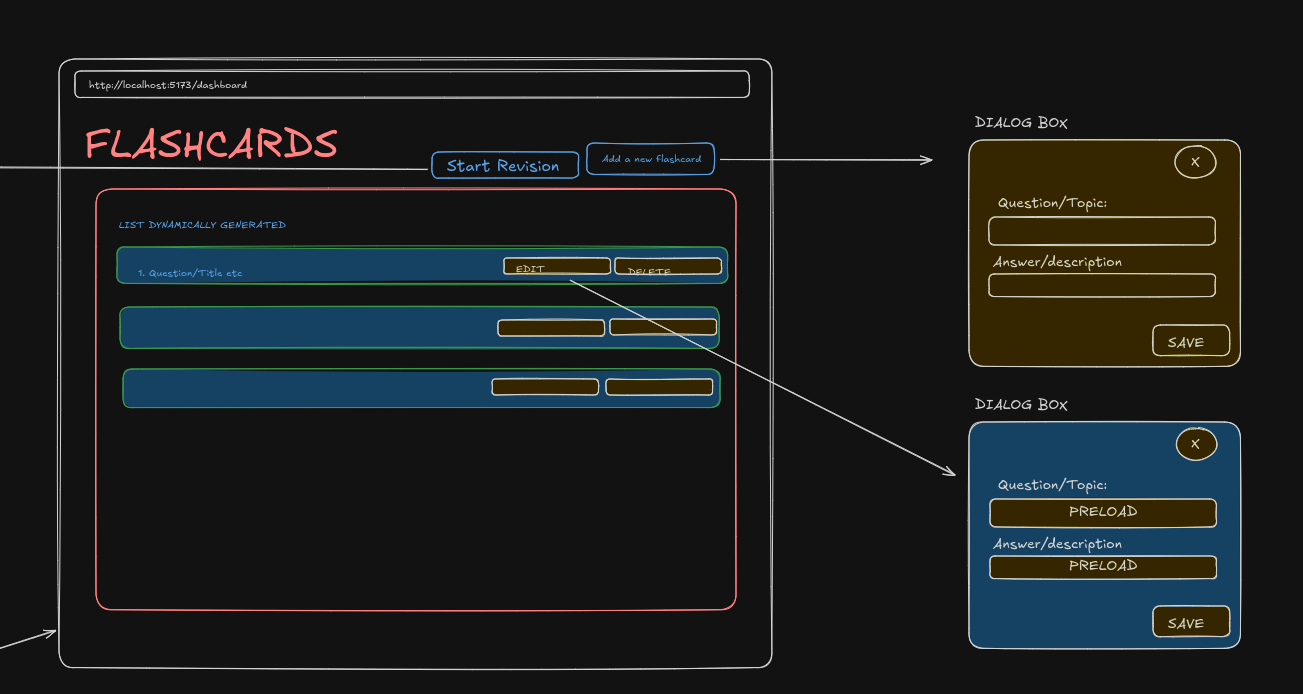 http://localhost:5173/dashboard
FLASHCARDS
Start Revision
Add a new flashcard
LIST DYNAMICALLY GENERATED
1. Question/Title etc
EDIT
DELETE
DIALOG BOX
X
Question/Topic:
Answer/description
SAVE
DIALOG BOX
X
Question/Topic:
PRELOAD
Answer/description
PRELOAD
SAVE